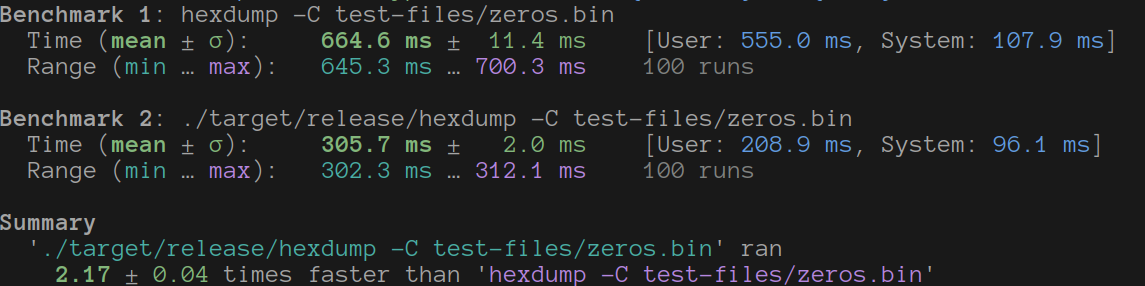 Benchmark 1: hexdump -C test-files/zeros.bin
  Time (mean ± σ):     664.6 ms ±  11.4 ms    [User: 555.0 ms, System: 107.9 ms]
  Range (min … max):   645.3 ms … 700.3 ms    100 runs

Benchmark 2: ./target/release/hexdump -C test-files/zeros.bin
  Time (mean ± σ):     305.7 ms ±   2.0 ms    [User: 208.9 ms, System: 96.1 ms]
  Range (min … max):   302.3 ms … 312.1 ms    100 runs

Summary
  './target/release/hexdump -C test-files/zeros.bin' ran
    2.17 ± 0.04 times faster than 'hexdump -C test-files/zeros.bin'